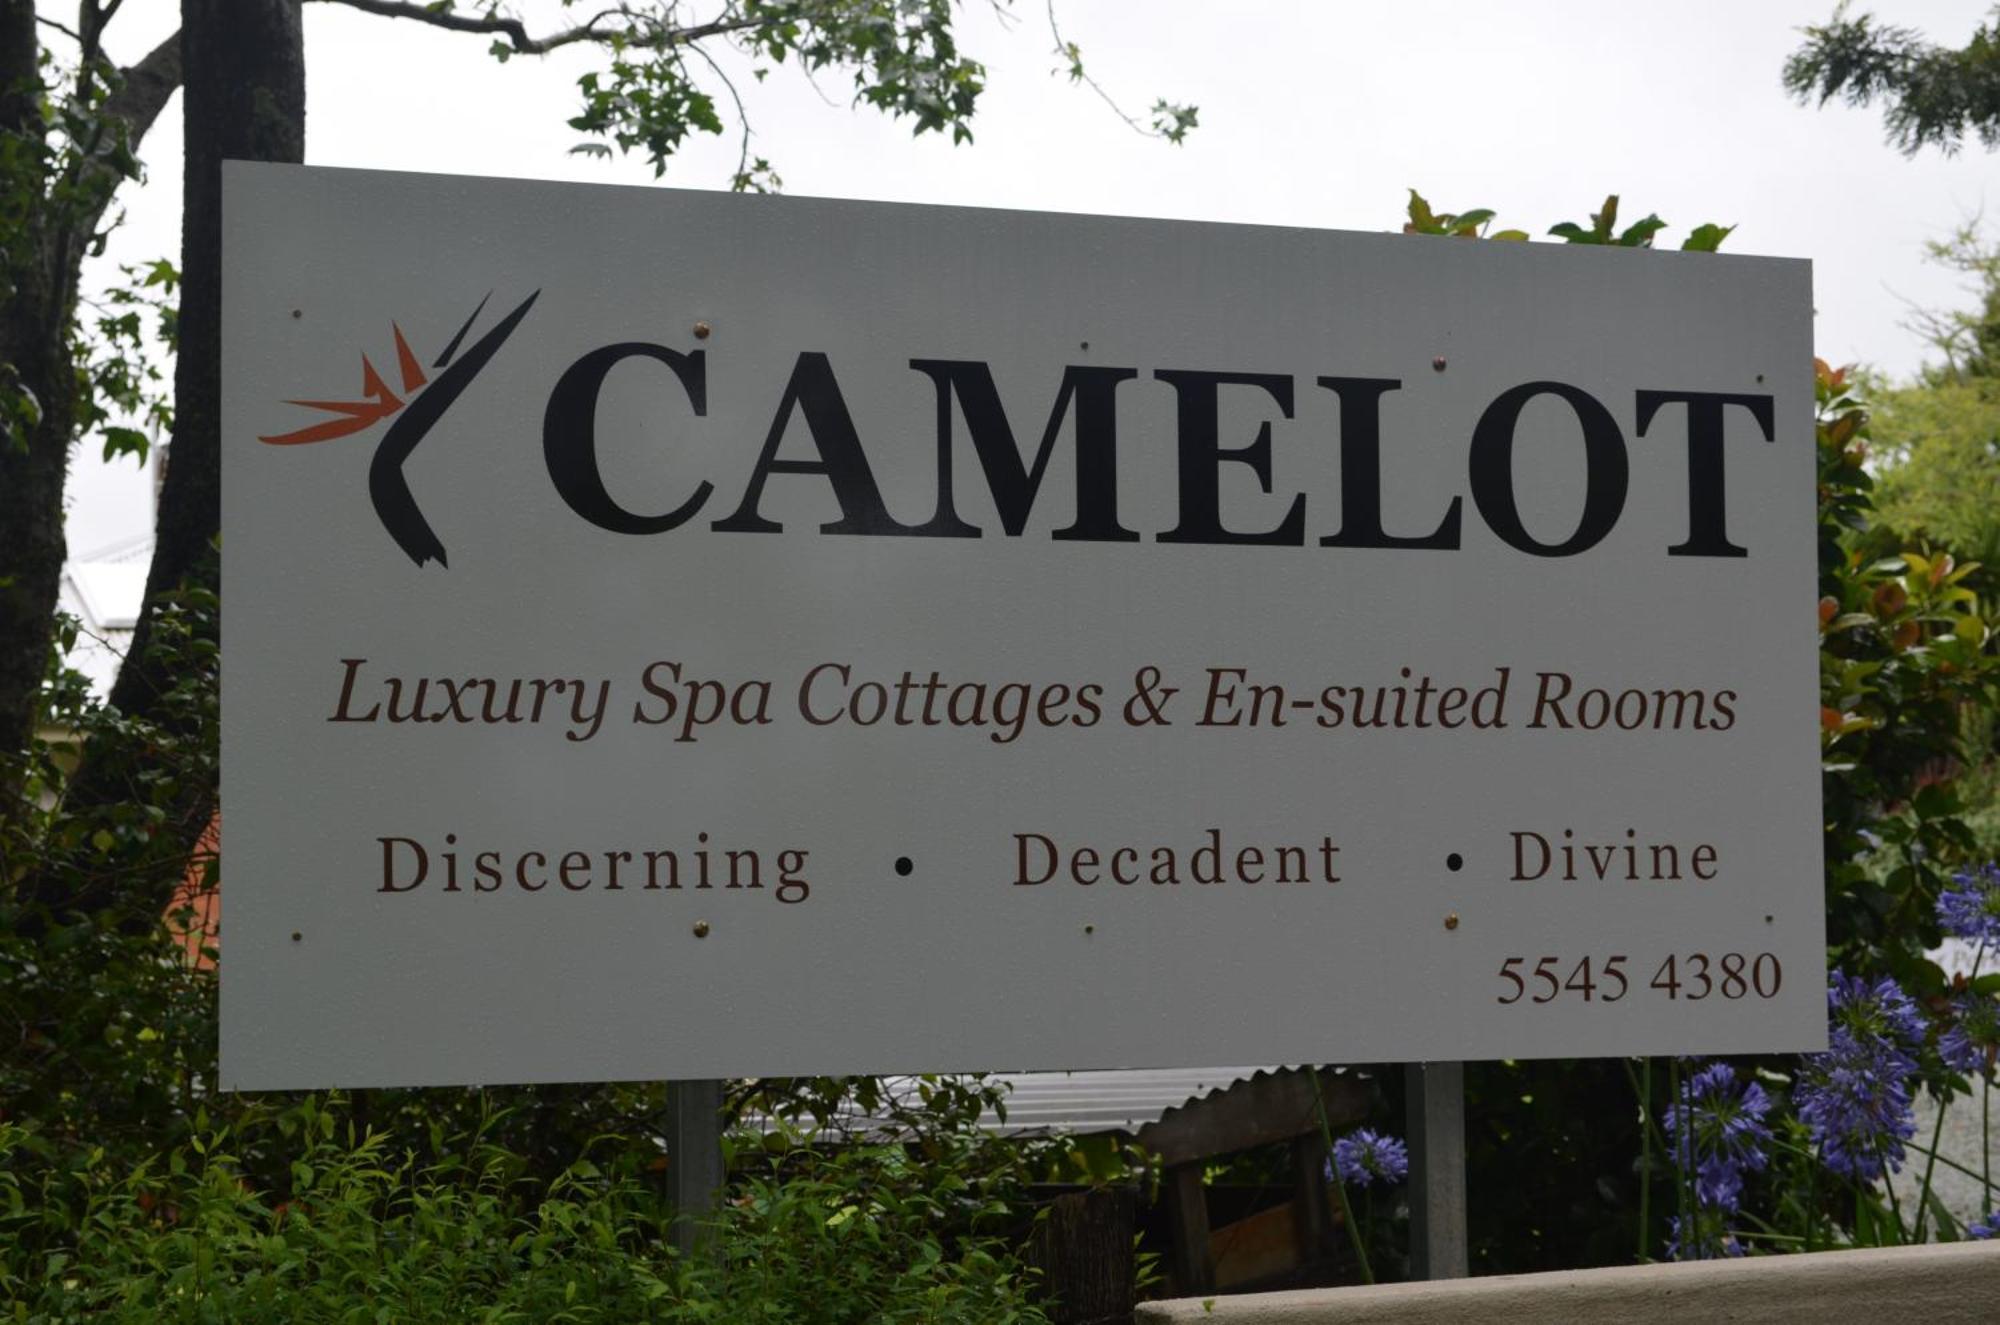 CAMELOT
Luxury Spa Cottages & En-suited Rooms
Discerning • Decadent • Divine
5545 4380